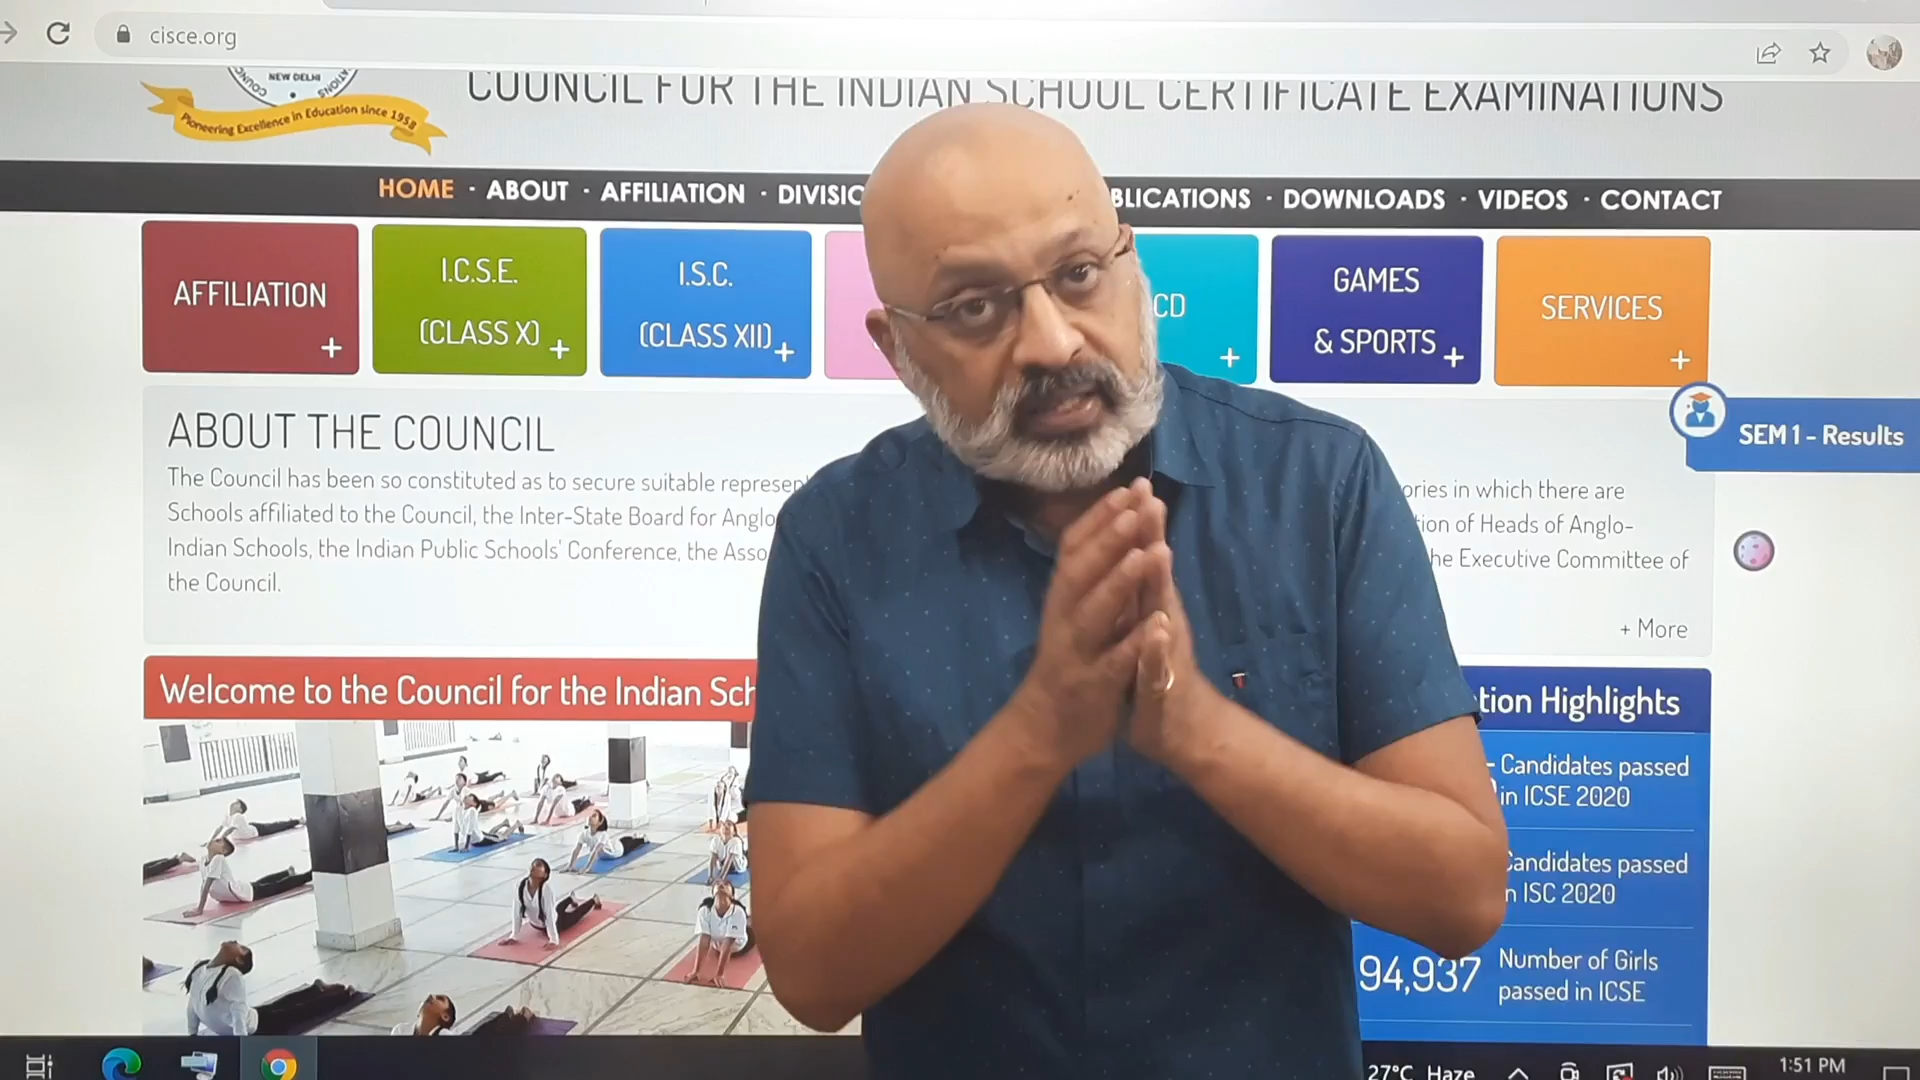 cisce.org
NEW DELHI
Pioneering Excellence in Education since 1958
COUNCIL FOR THE INDIAN SCHOOL CERTIFICATE EXAMINATIONS
HOME · ABOUT · AFFILIATION · DIVISIO
BLICATIONS · DOWNLOADS · VIDEOS · CONTACT
AFFILIATION
+
I.C.S.E.
(CLASS X) +
I.S.C.
(CLASS XII) +
CD
+
GAMES
& SPORTS +
SERVICES
+
SEM 1 - Results
ABOUT THE COUNCIL
The Council has been so constituted as to secure suitable represen
ories in which there are
Schools affiliated to the Council, the Inter-State Board for Anglo
tion of Heads of Anglo-
Indian Schools, the Indian Public Schools' Conference, the Asso
he Executive Committee of
the Council.
+ More
Welcome to the Council for the Indian Sch
tion Highlights
Candidates passed
in ICSE 2020
Candidates passed
n ISC 2020
94,937 Number of Girls
passed in ICSE
27°C Haze
1:51 PM